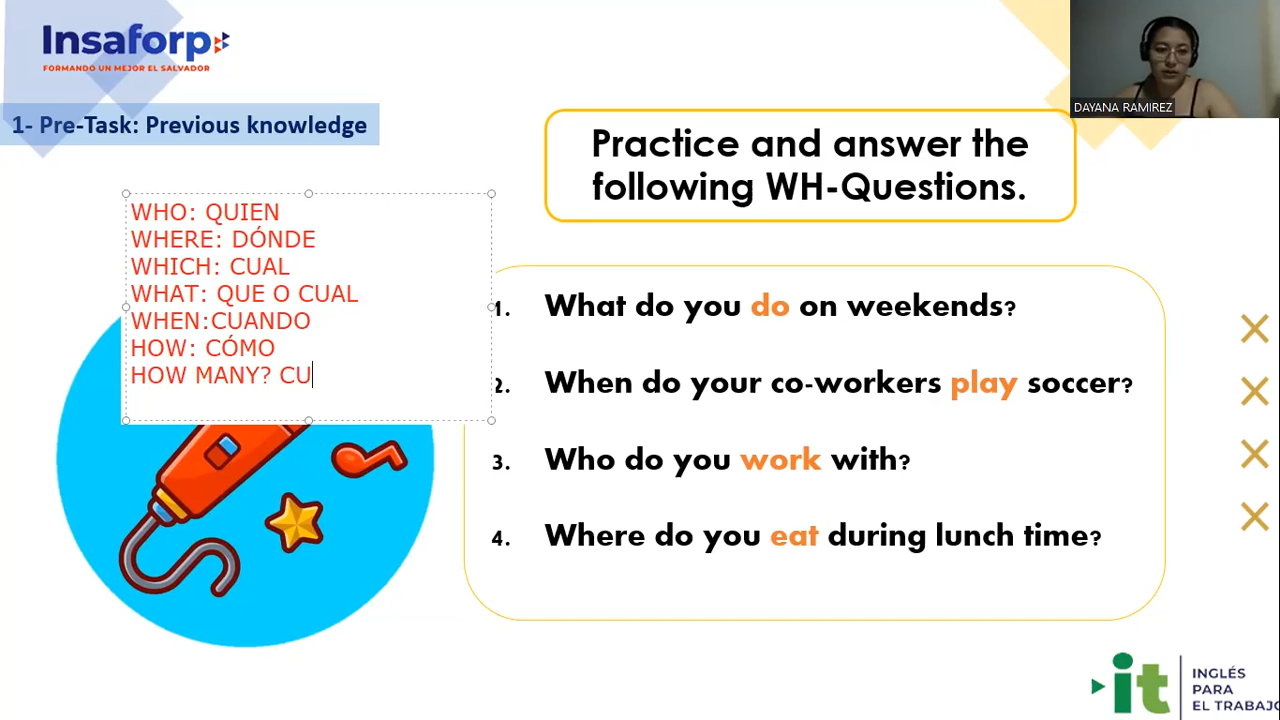 Insaforp
FORMANDO UN MEJOR EL SALVADOR
1- Pre-Task: Previous knowledge
DAYANA RAMIREZ
Practice and answer the
following WH-Questions.
WHO: QUIEN
WHERE: DÓNDE
WHICH: CUAL
WHAT: QUE O CUAL
WHEN:CUANDO
HOW: CÓMO
HOW MANY? CU
1. What do you do on weekends?
2. When do your co-workers play soccer?
3. Who do you work with?
4. Where do you eat during lunch time?
it
INGLÉS
PARA
EL TRABAJO